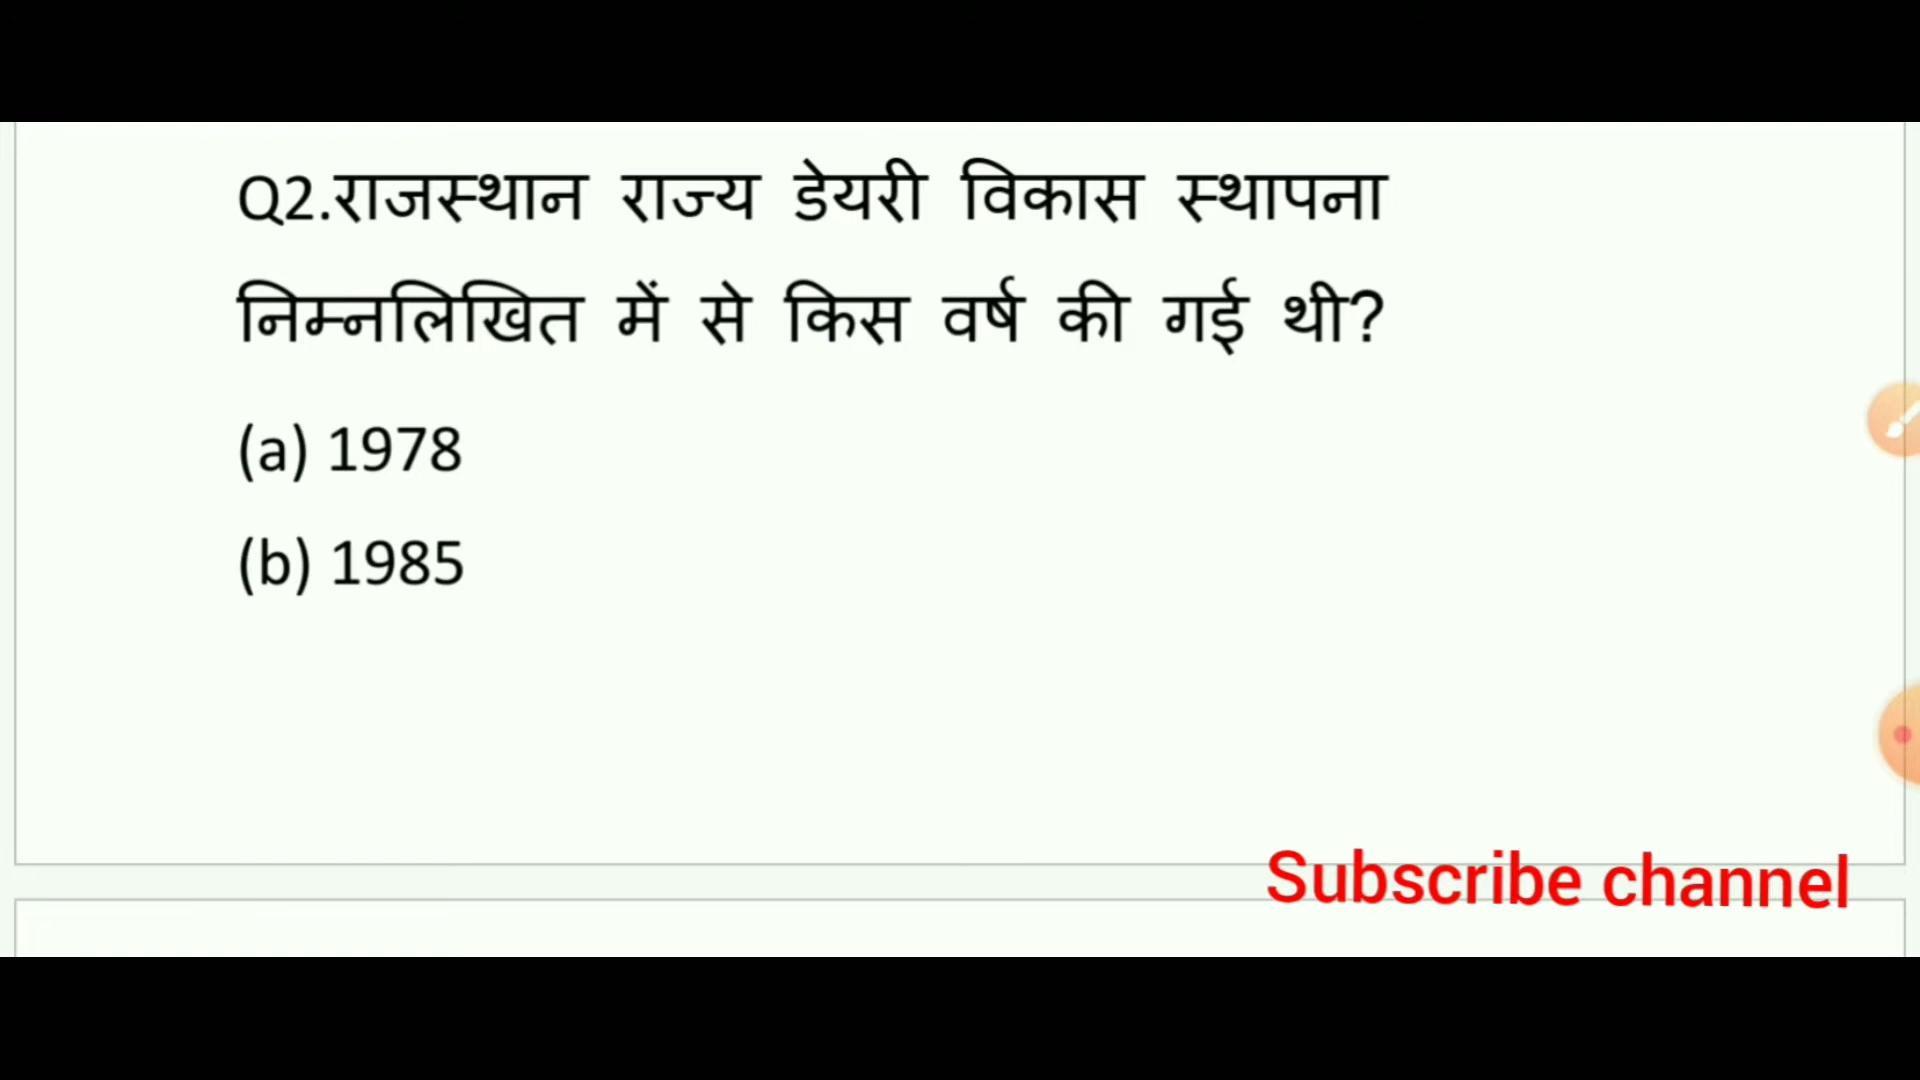 Q2.राजस्थान राज्य डेयरी विकास स्थापना
निम्नलिखित में से किस वर्ष की गई थी?
(a) 1978
(b) 1985
Subscribe channel